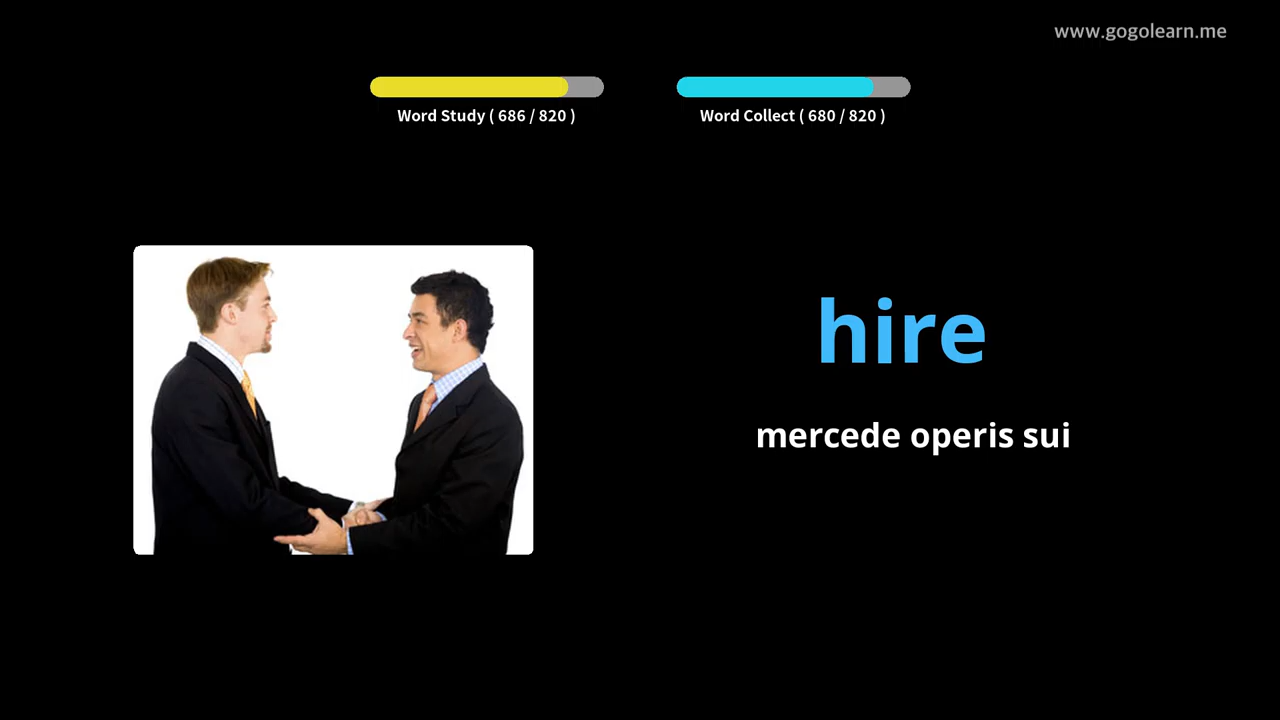 www.gogolearn.me
Word Study ( 686 / 820 )
Word Collect ( 680 / 820 )
hire
mercede operis sui